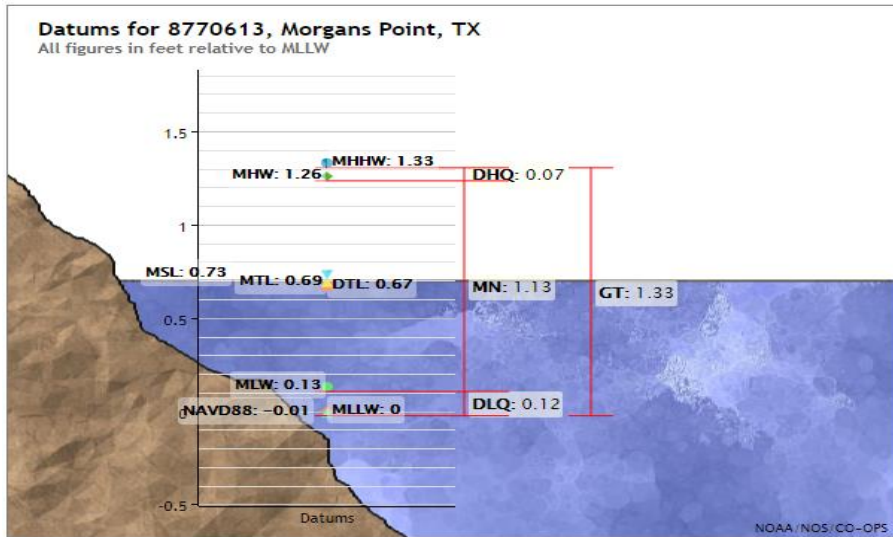 Datums for 8770613, Morgans Point, TX
All figures in feet relative to MLLW
1.5
MHHW: 1.33
MHW: 1.26
DHQ: 0.07
1
MSL: 0.73
MTL: 0.69
DTL: 0.67
MN: 1.13
GT: 1.33
0.5
MLW: 0.13
0
NAVD88: -0.01
MLLW: 0
DLQ: 0.12
-0.5
Datums
NOAA/NOS/CO-OPS